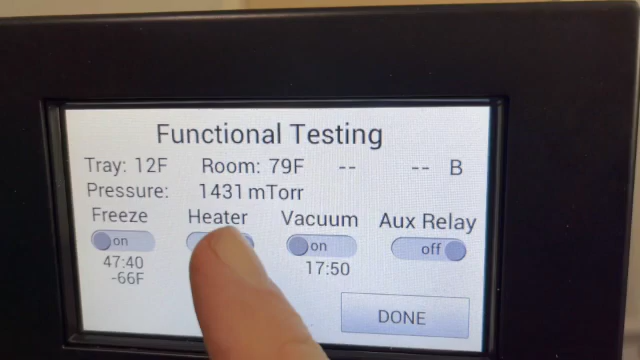 Functional Testing
Tray: 12F Room: 79F -- -- B
Pressure: 1431 mTorr
Freeze Heater Vacuum Aux Relay
on on off
47:40 17:50
-66F
DONE